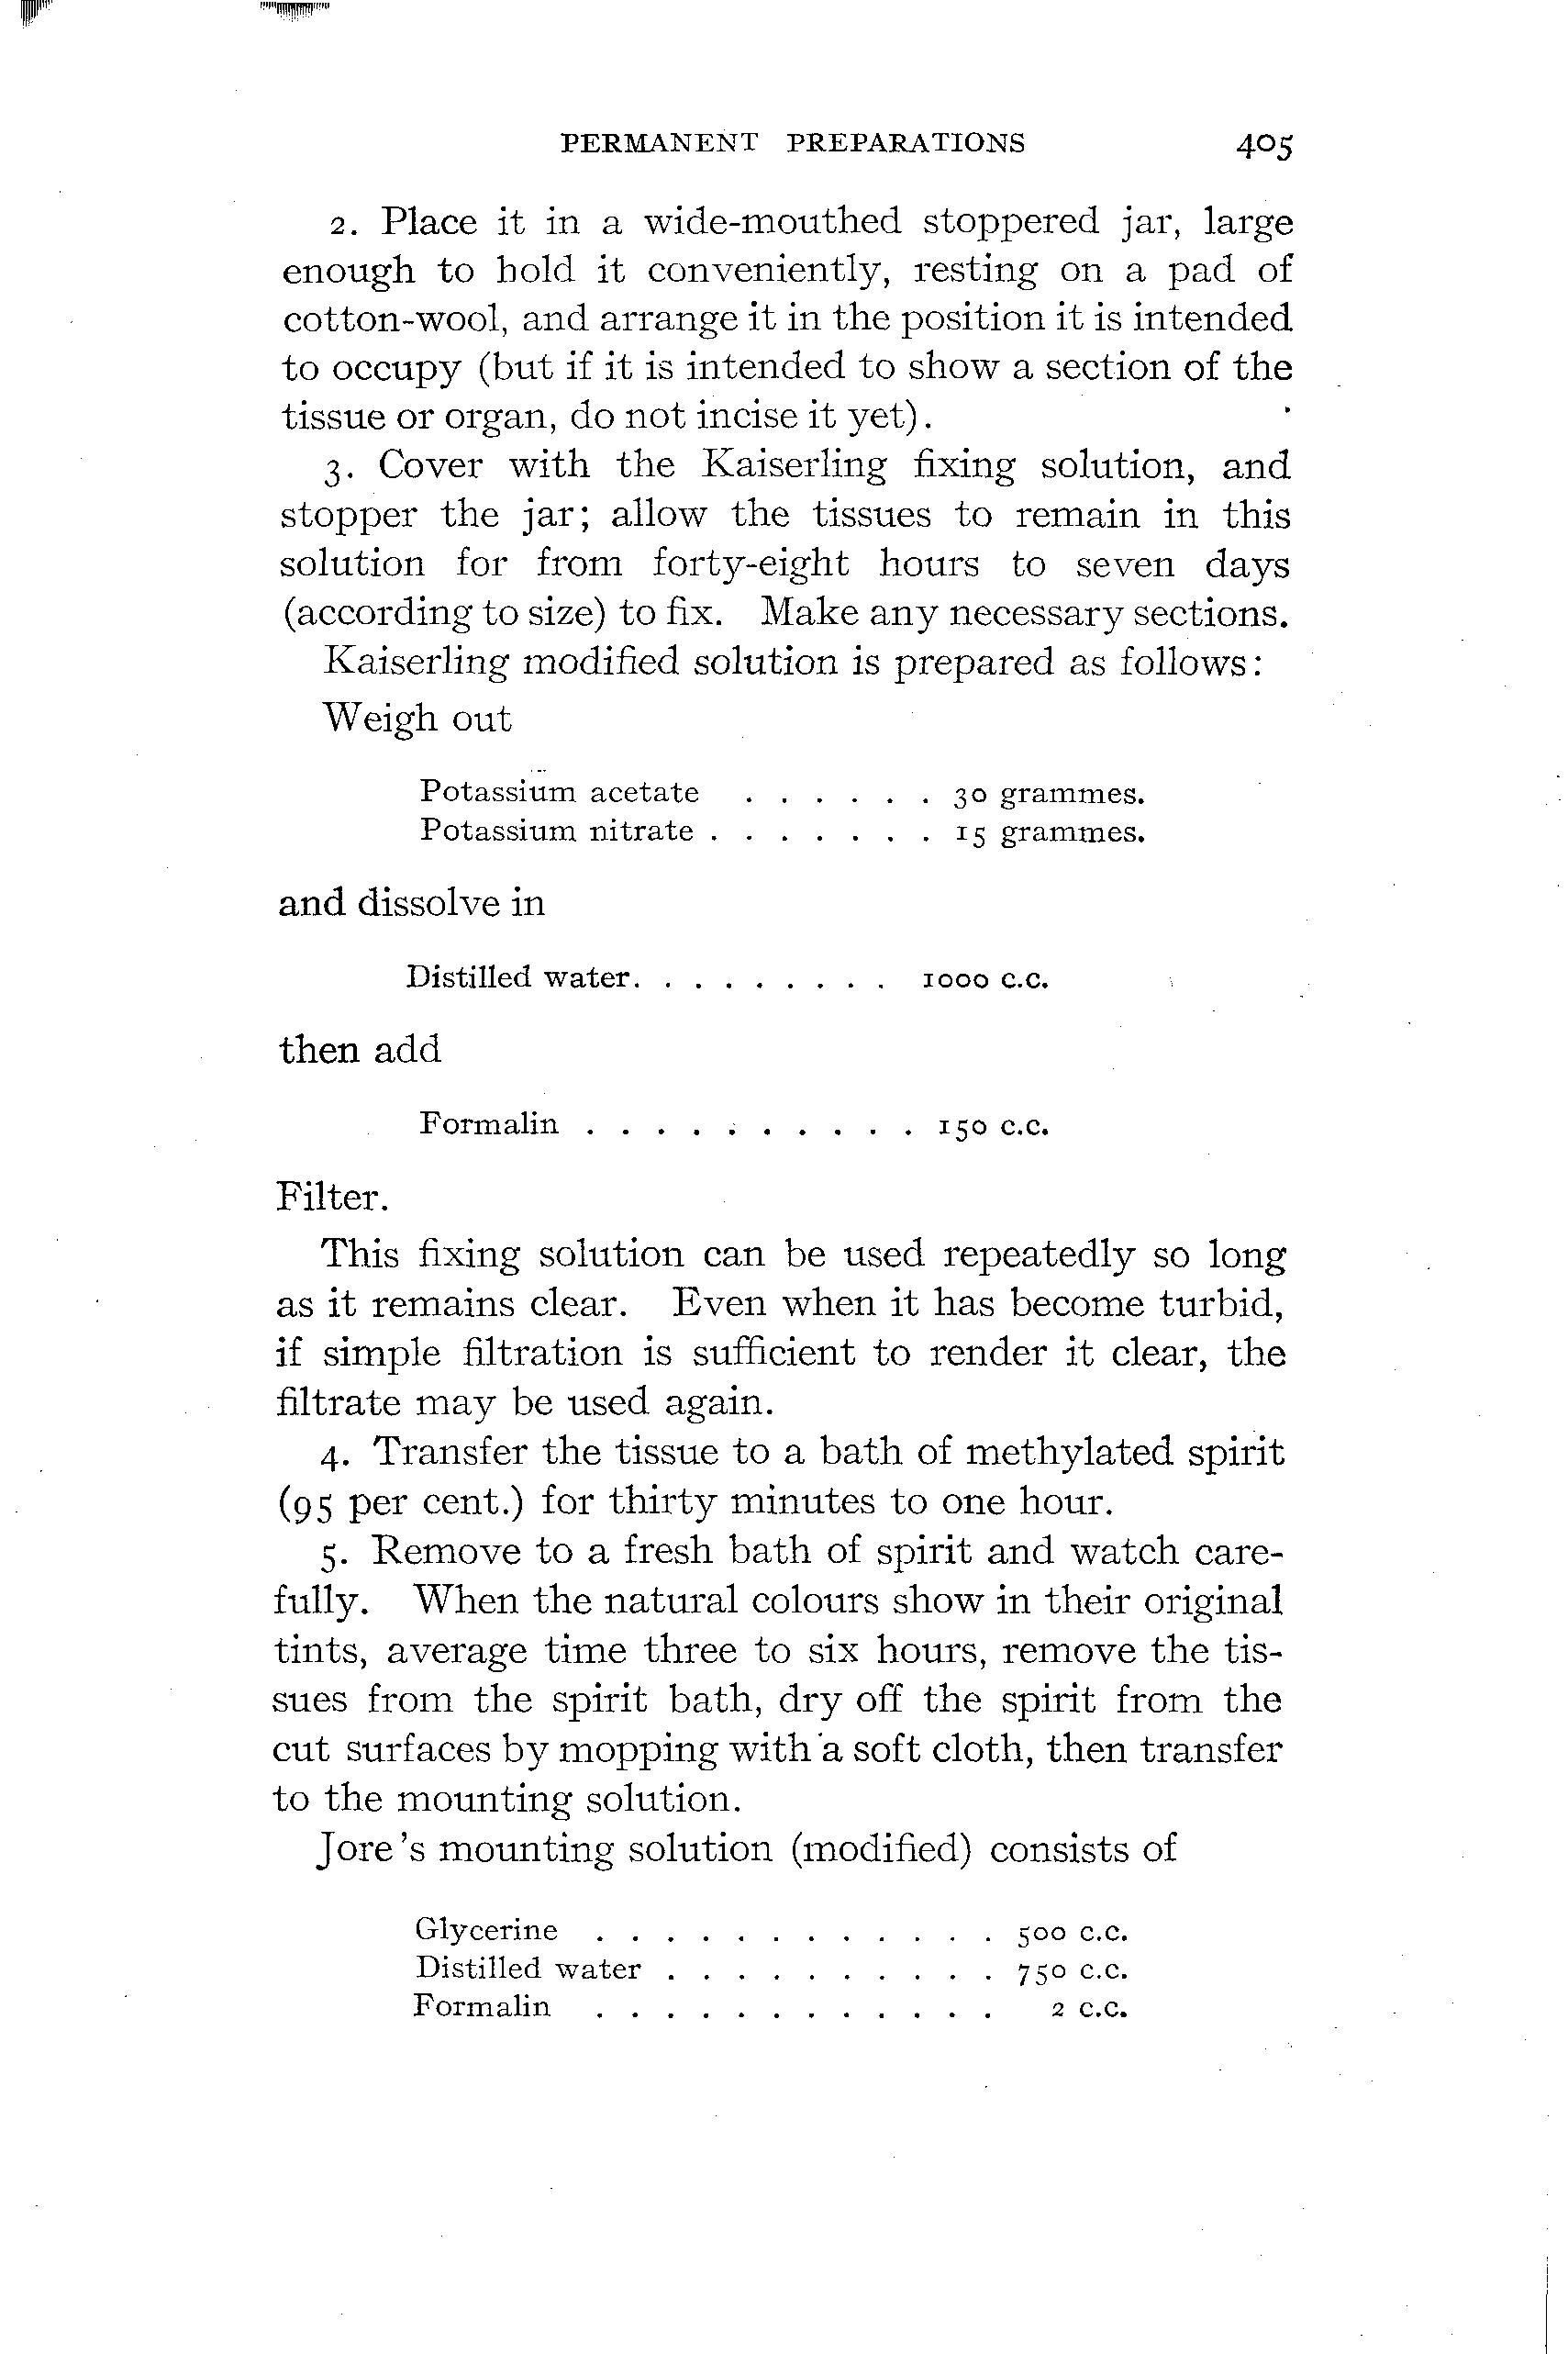 PERMANENT PREPARATIONS 405
2. Place it in a wide-mouthed stoppered jar, large
enough to hold it conveniently, resting on a pad of
cotton-wool, and arrange it in the position it is intended
to occupy (but if it is intended to show a section of the
tissue or organ, do not incise it yet).
3. Cover with the Kaiserling fixing solution, and
stopper the jar; allow the tissues to remain in this
solution for from forty-eight hours to seven days
(according to size) to fix. Make any necessary sections.
Kaiserling modified solution is prepared as follows:
Weigh out
Potassium acetate . . . . . . 30 grammes.
Potassium nitrate . . . . . . . 15 grammes.
and dissolve in
Distilled water. . . . . . . . . 1000 c.c.
then add
Formalin . . . . . . . . . . 150 c.c.
Filter.
This fixing solution can be used repeatedly so long
as it remains clear. Even when it has become turbid,
if simple filtration is sufficient to render it clear, the
filtrate may be used again.
4. Transfer the tissue to a bath of methylated spirit
(95 per cent.) for thirty minutes to one hour.
5. Remove to a fresh bath of spirit and watch care-
fully. When the natural colours show in their original
tints, average time three to six hours, remove the tis-
sues from the spirit bath, dry off the spirit from the
cut surfaces by mopping with a soft cloth, then transfer
to the mounting solution.
Jore's mounting solution (modified) consists of
Glycerine . . . . . . . . . . . . 500 c.c.
Distilled water . . . . . . . . . . 750 c.c.
Formalin . . . . . . . . . . . . 2 c.c.